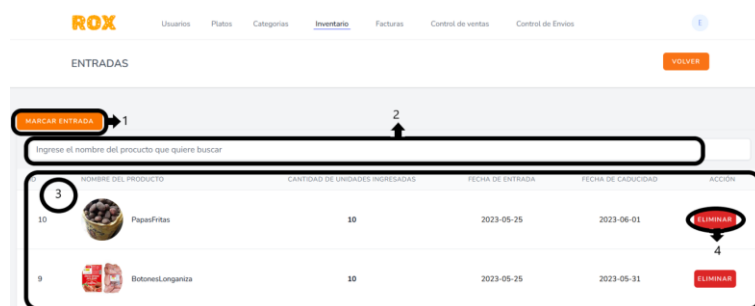 ROX Usuarios Platos Categorias Inventario Facturas Control de ventas Control de Envios
ENTRADAS VOLVER
MARCAR ENTRADA 1 2
Ingrese el nombre del procucto que quiere buscar
NOMBRE DEL PRODUCTO CANTIDAD DE UNIDADES INGRESADAS FECHA DE ENTRADA FECHA DE CADUCIDAD ACCIÓN
3
10 PapasFritas 10 2023-05-25 2023-06-01 ELIMINAR
4
9 BotonesLonganiza 10 2023-05-25 2023-05-31 ELIMINAR